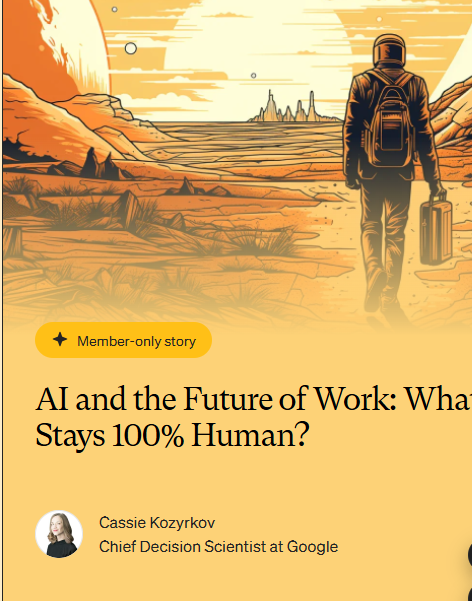 Member-only story
AI and the Future of Work: What
Stays 100% Human?
Cassie Kozyrkov
Chief Decision Scientist at Google